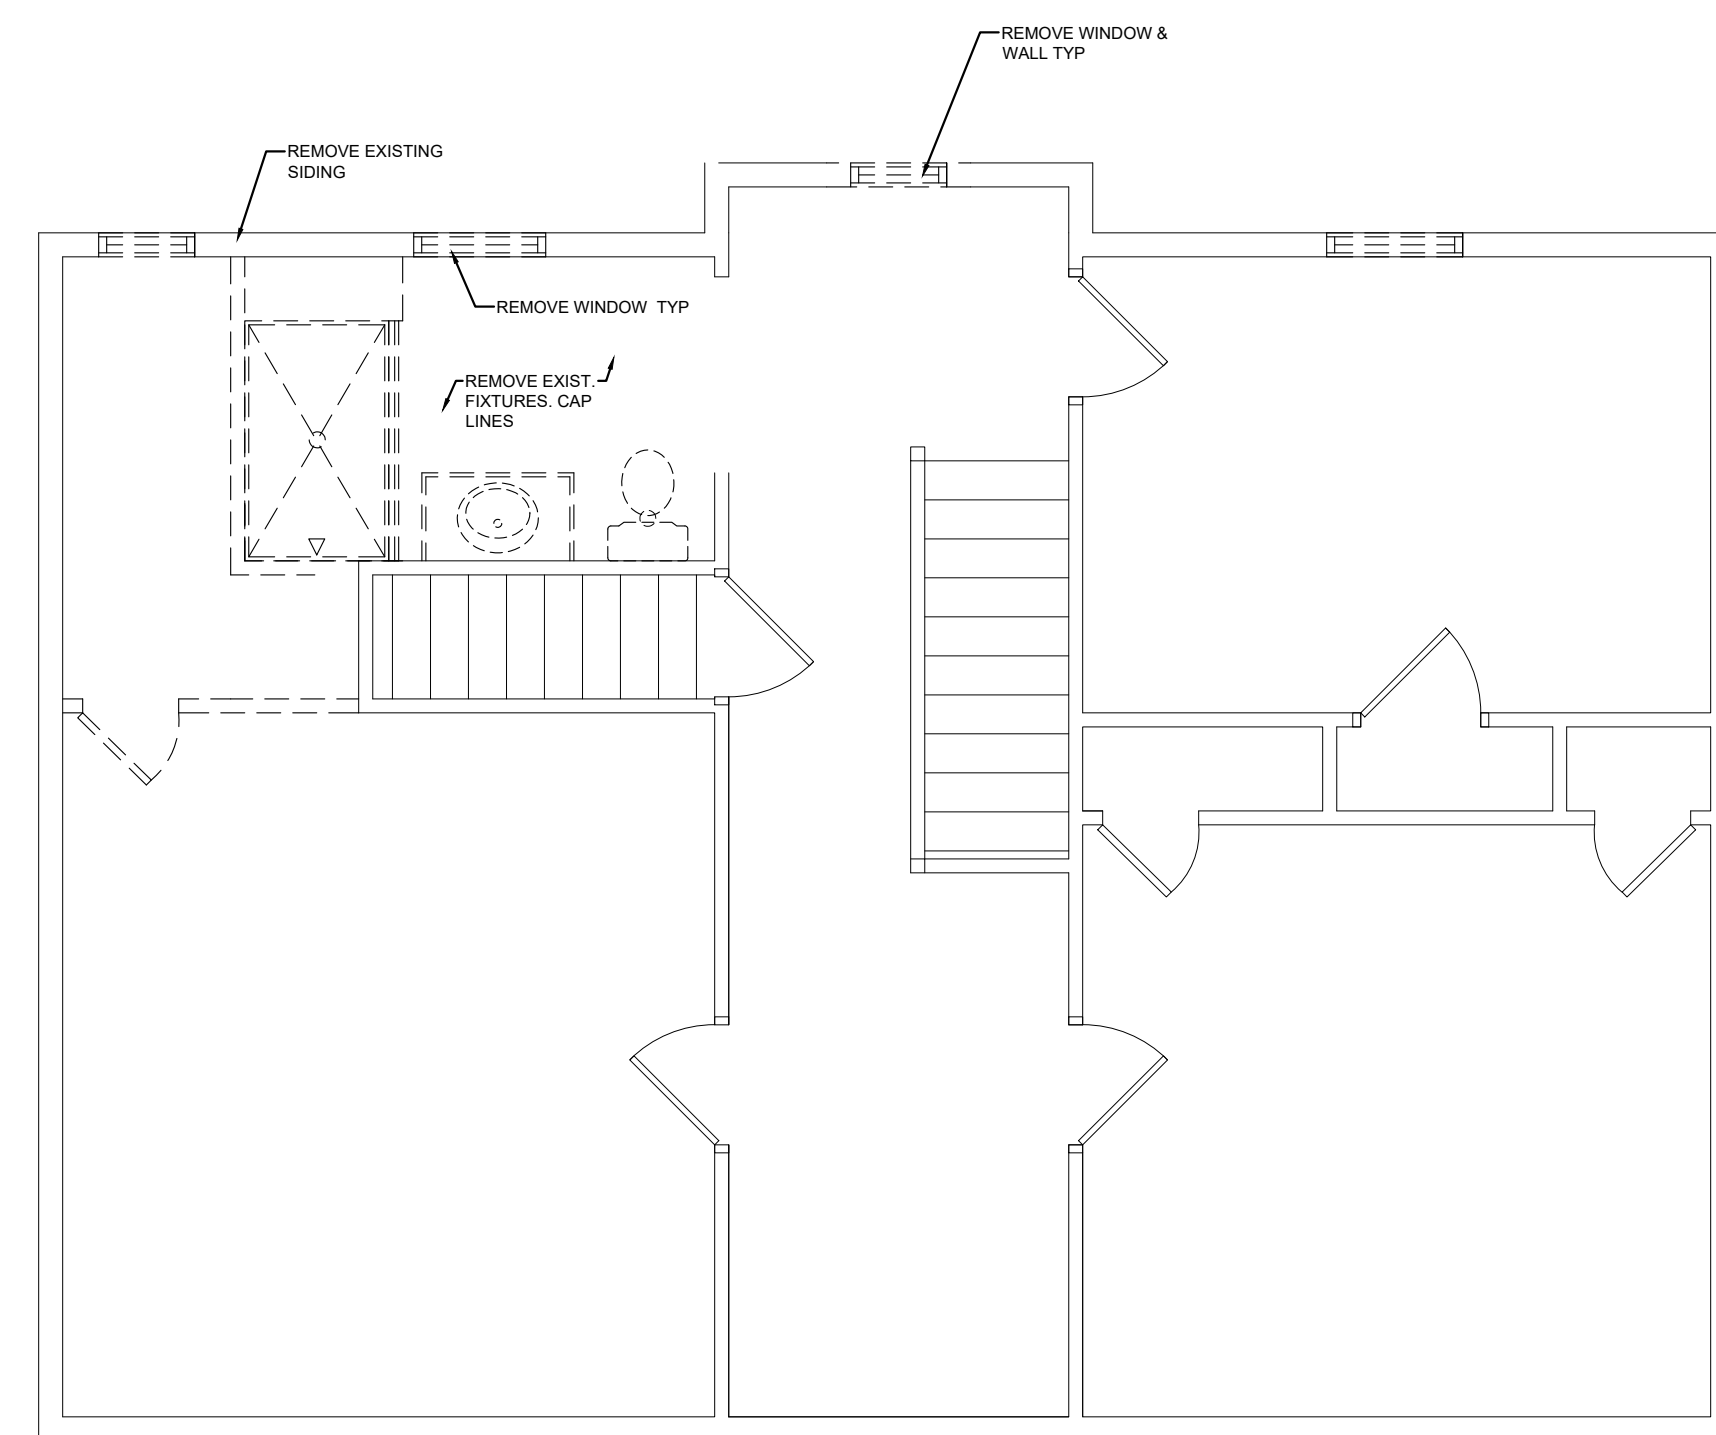 REMOVE WINDOW &
WALL TYP
REMOVE EXISTING
SIDING
REMOVE WINDOW  TYP
REMOVE EXIST.
FIXTURES. CAP
LINES